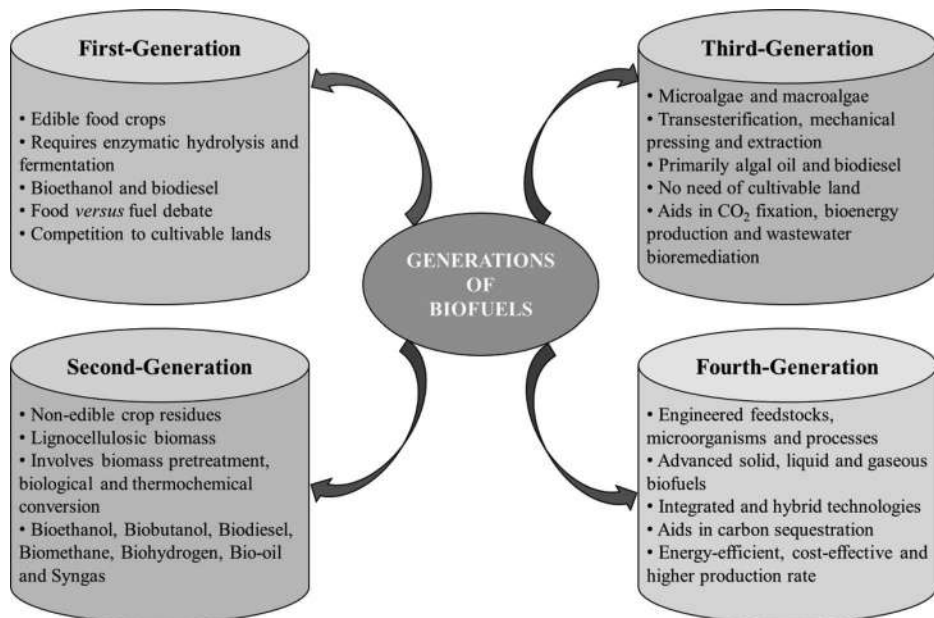 First-Generation
• Edible food crops
• Requires enzymatic hydrolysis and
fermentation
• Bioethanol and biodiesel
• Food versus fuel debate
• Competition to cultivable lands
Third-Generation
• Microalgae and macroalgae
• Transesterification, mechanical
pressing and extraction
• Primarily algal oil and biodiesel
• No need of cultivable land
• Aids in CO₂ fixation, bioenergy
production and wastewater
bioremediation
GENERATIONS
OF
BIOFUELS
Second-Generation
• Non-edible crop residues
• Lignocellulosic biomass
• Involves biomass pretreatment,
biological and thermochemical
conversion
• Bioethanol, Biobutanol, Biodiesel,
Biomethane, Biohydrogen, Bio-oil
and Syngas
Fourth-Generation
• Engineered feedstocks,
microorganisms and processes
• Advanced solid, liquid and gaseous
biofuels
• Integrated and hybrid technologies
• Aids in carbon sequestration
• Energy-efficient, cost-effective and
higher production rate